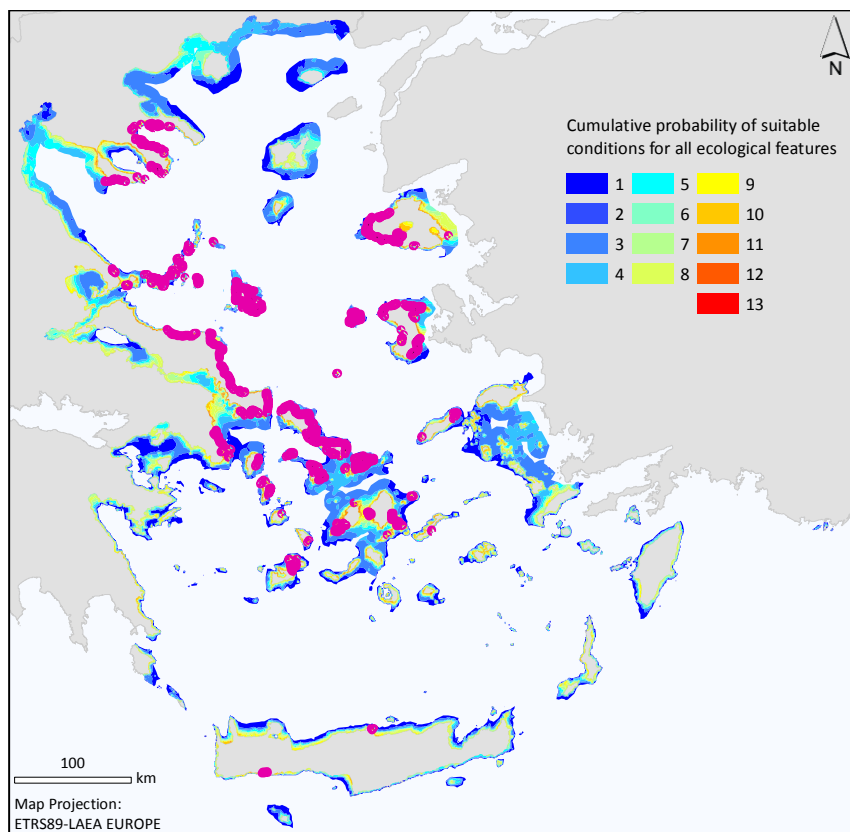 N
Cumulative probability of suitable
conditions for all ecological features
1 5 9
2 6 10
3 7 11
4 8 12
13
100
km
Map Projection:
ETRS89-LAEA EUROPE